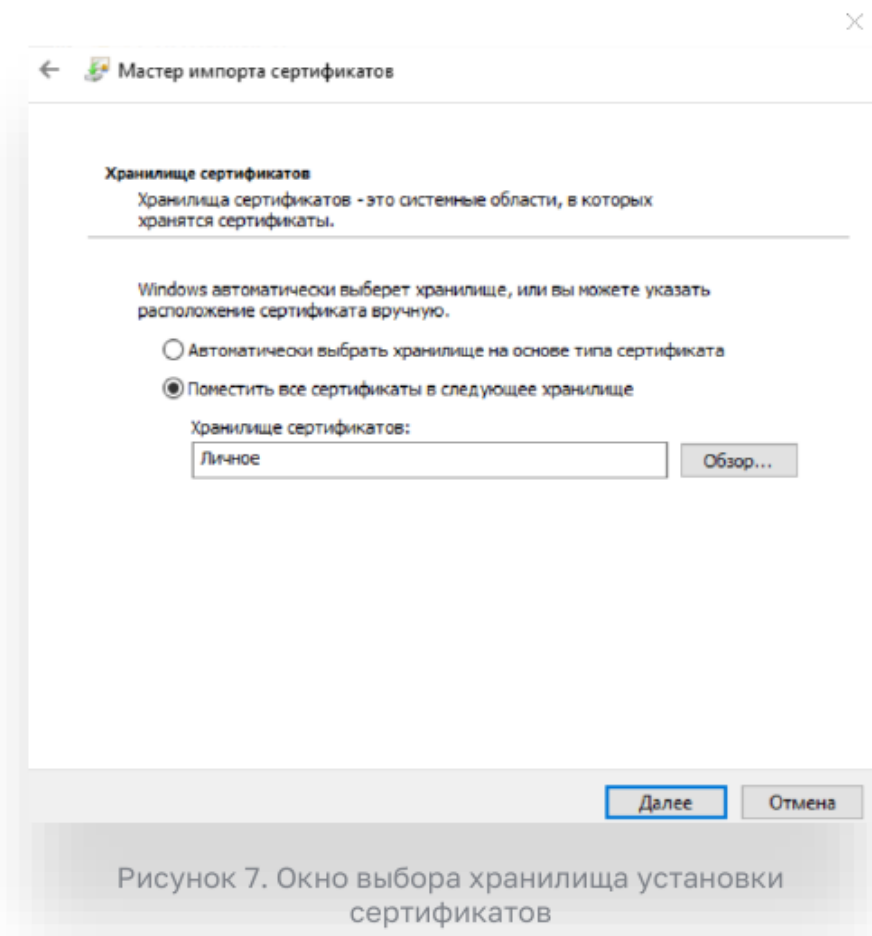 Мастер импорта сертификатов
Хранилище сертификатов
Хранилища сертификатов - это системные области, в которых
хранятся сертификаты.
Windows автоматически выберет хранилище, или вы можете указать
расположение сертификата вручную.
Автоматически выбрать хранилище на основе типа сертификата
Поместить все сертификаты в следующее хранилище
Хранилище сертификатов:
Личное
Обзор...
Далее
Отмена
Рисунок 7. Окно выбора хранилища установки
сертификатов